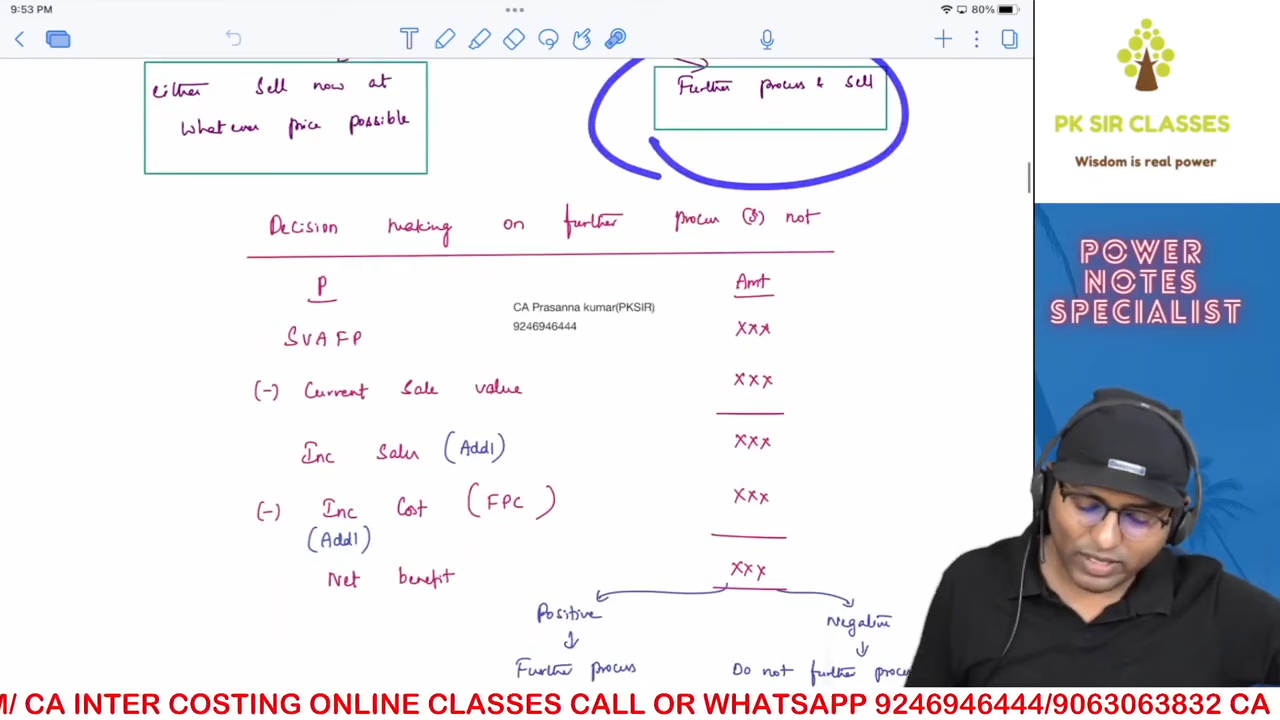 9:53 PM
80%
either Sell now at
Whatever price possible
Further process & Sell
Decision making on further process (or) not
P Amt
CA Prasanna kumar(PKSIR)
9246946444
SVAFP xxx
(-) Current Sale value xxx
Inc Sales (Addl) xxx
(-) Inc Cost (FPC) xxx
(Addl)
Net benefit xxx
Positive Negative
Further process Do not further proce
PK SIR CLASSES
Wisdom is real power
POWER
NOTES
SPECIALIST
M/ CA INTER COSTING ONLINE CLASSES CALL OR WHATSAPP 9246946444/9063063832 CA